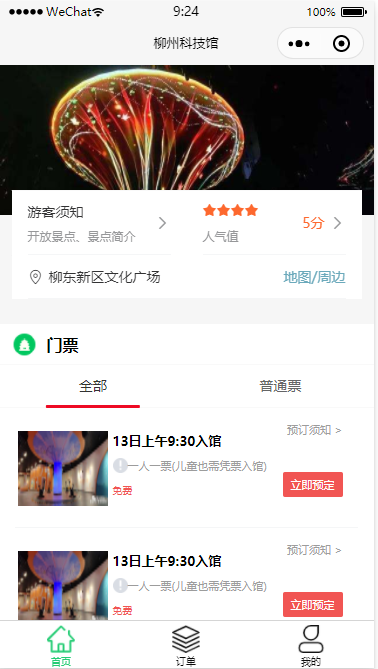 WeChat 9:24 100%
柳州科技馆
游客须知
开放景点、景点简介
人气值 5分
柳东新区文化广场 地图/周边
门票
全部 普通票
预订须知 >
13日上午9:30入馆
一人一票(儿童也需凭票入馆)
免费 立即预定
预订须知 >
13日上午9:30入馆
一人一票(儿童也需凭票入馆)
免费 立即预定
首页 订单 我的